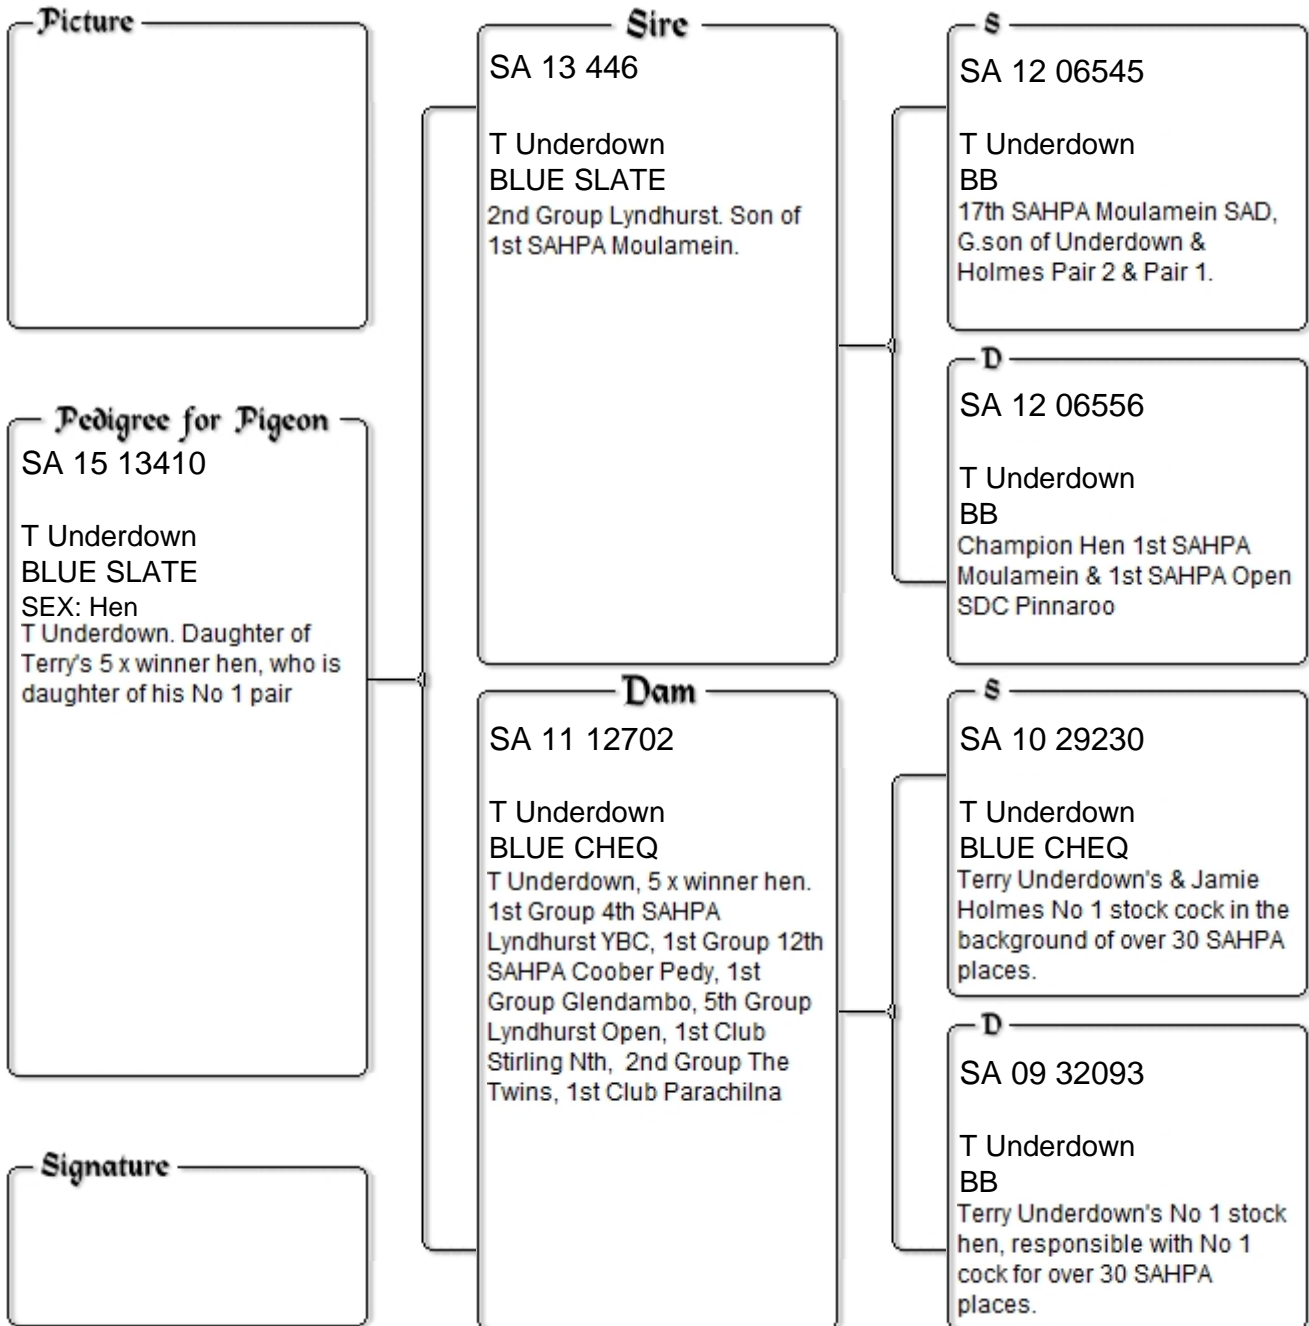 Picture
Pedigree for Pigeon
SA 15 13410
T Underdown
BLUE SLATE
SEX: Hen
T Underdown. Daughter of
Terry's 5 x winner hen, who is
daughter of his No 1 pair
Signature
Sire
SA 13 446
T Underdown
BLUE SLATE
2nd Group Lyndhurst. Son of
1st SAHPA Moulamein.
Dam
SA 11 12702
T Underdown
BLUE CHEQ
T Underdown, 5 x winner hen.
1st Group 4th SAHPA
Lyndhurst YBC, 1st Group 12th
SAHPA Coober Pedy, 1st
Group Glendambo, 5th Group
Lyndhurst Open, 1st Club
Stirling Nth,  2nd Group The
Twins, 1st Club Parachilna
S
SA 12 06545
T Underdown
BB
17th SAHPA Moulamein SAD,
G.son of Underdown &
Holmes Pair 2 & Pair 1.
D
SA 12 06556
T Underdown
BB
Champion Hen 1st SAHPA
Moulamein & 1st SAHPA Open
SDC Pinnaroo
S
SA 10 29230
T Underdown
BLUE CHEQ
Terry Underdown's & Jamie
Holmes No 1 stock cock in the
background of over 30 SAHPA
places.
D
SA 09 32093
T Underdown
BB
Terry Underdown's No 1 stock
hen, responsible with No 1
cock for over 30 SAHPA
places.